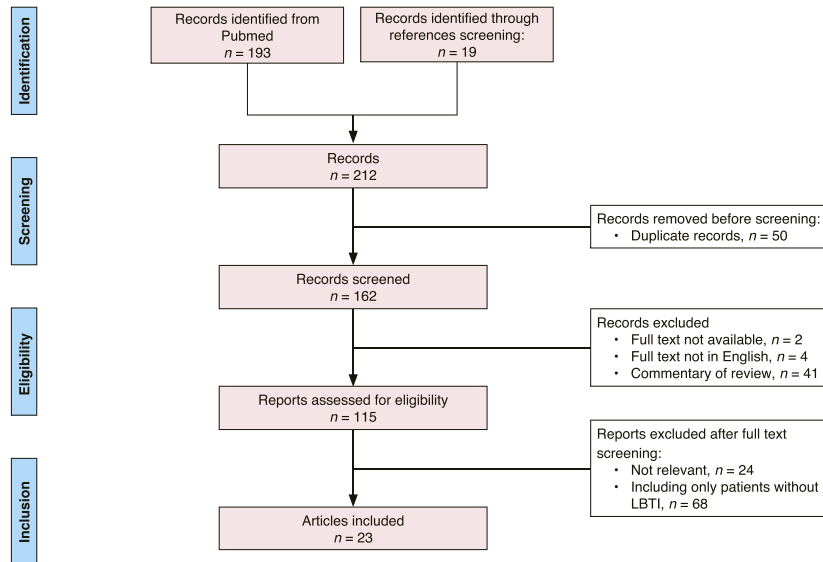 Identification
Records identified from
Pubmed
n = 193
Records identified through
references screening:
n = 19
Screening
Records
n = 212
Records removed before screening:
• Duplicate records, n = 50
Records screened
n = 162
Eligibility
Records excluded
• Full text not available, n = 2
• Full text not in English, n = 4
• Commentary of review, n = 41
Reports assessed for eligibility
n = 115
Reports excluded after full text
screening:
• Not relevant, n = 24
• Including only patients without
LBTI, n = 68
Inclusion
Articles included
n = 23